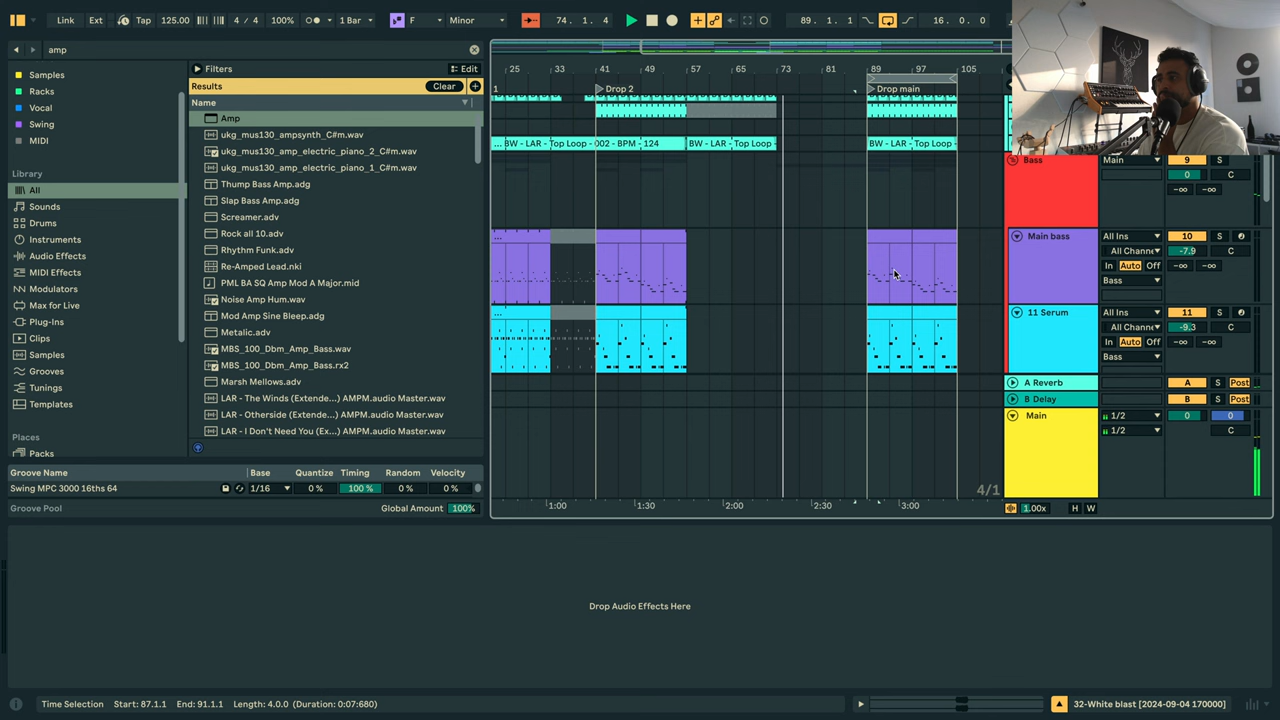 Link Ext Tap 125.00 4 / 4 100% 1 Bar F Minor 74. 1. 4 89. 1. 1 16. 0. 0
amp
Samples
Racks
Vocal
Swing
MIDI
Library
All
Sounds
Drums
Instruments
Audio Effects
MIDI Effects
Modulators
Max for Live
Plug-Ins
Clips
Samples
Grooves
Tunings
Templates
Places
Packs
Filters Edit
Results Clear
Name
Amp
ukg_mus130_ampsynth_C#m.wav
ukg_mus130_amp_electric_piano_2_C#m.wav
ukg_mus130_amp_electric_piano_1_C#m.wav
Thump Bass Amp.adg
Slap Bass Amp.adg
Screamer.adv
Rock all 10.adv
Rhythm Funk.adv
Re-Amped Lead.nki
PML BA SQ Amp Mod A Major.mid
Noise Amp Hum.wav
Mod Amp Sine Bleep.adg
Metalic.adv
MBS_100_Dbm_Amp_Bass.wav
MBS_100_Dbm_Amp_Bass.rx2
Marsh Mellows.adv
LAR - The Winds (Extende...) AMPM.audio Master.wav
LAR - Otherside (Extende...) AMPM.audio Master.wav
LAR - I Don't Need You (Ex...) AMPM.audio Master.wav
Groove Name Base Quantize Timing Random Velocity
Swing MPC 3000 16ths 64 1/16 0 % 100 % 0 % 0 %
Groove Pool Global Amount 100%
25 33 41 49 57 65 73 81 89 97 105
1 Drop 2 Drop main
... BW - LAR - Top Loop - 002 - BPM - 124 BW - LAR - Top Loop - BW - LAR - Top Loop -
...
...
4/1
1:00 1:30 2:00 2:30 3:00
Bass Main 9 S
0 C
-∞ -∞
Main bass All Ins 10 S
All Channe -7.9 C
In Auto Off -∞ -∞
Bass
11 Serum All Ins 11 S
All Channe -9.3 C
In Auto Off -∞ -∞
Bass
A Reverb A S Post
B Delay B S Post
Main 1/2 0 0
1/2 C
1.00x H W
Drop Audio Effects Here
Time Selection Start: 87.1.1 End: 91.1.1 Length: 4.0.0 (Duration: 0:07:680) 32-White blast [2024-09-04 170000]